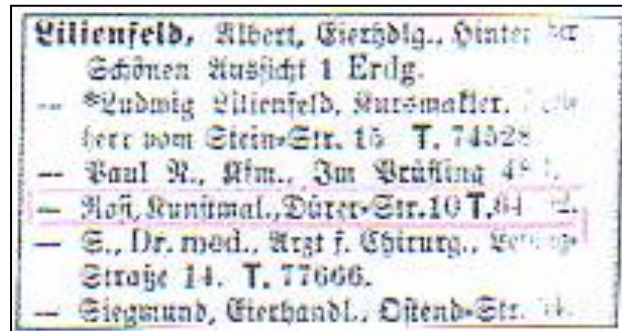 Lilienfeld, Albert, Eierhdlg., Hinter der
Schönen Aussicht 1 Erdg.
— *Ludwig Lilienfeld, Kursmakler.
herr vom Stein-Str. 15 T. 74528
— Paul R., Kfm., Im Prüfling
— Rosi, Kunstmal., Dürer-Str. 10 T.
— S., Dr. med., Arzt f. Chirurg.,
Straße 14. T. 77666.
— Siegmund, Eierhandl., Ostend-Str.